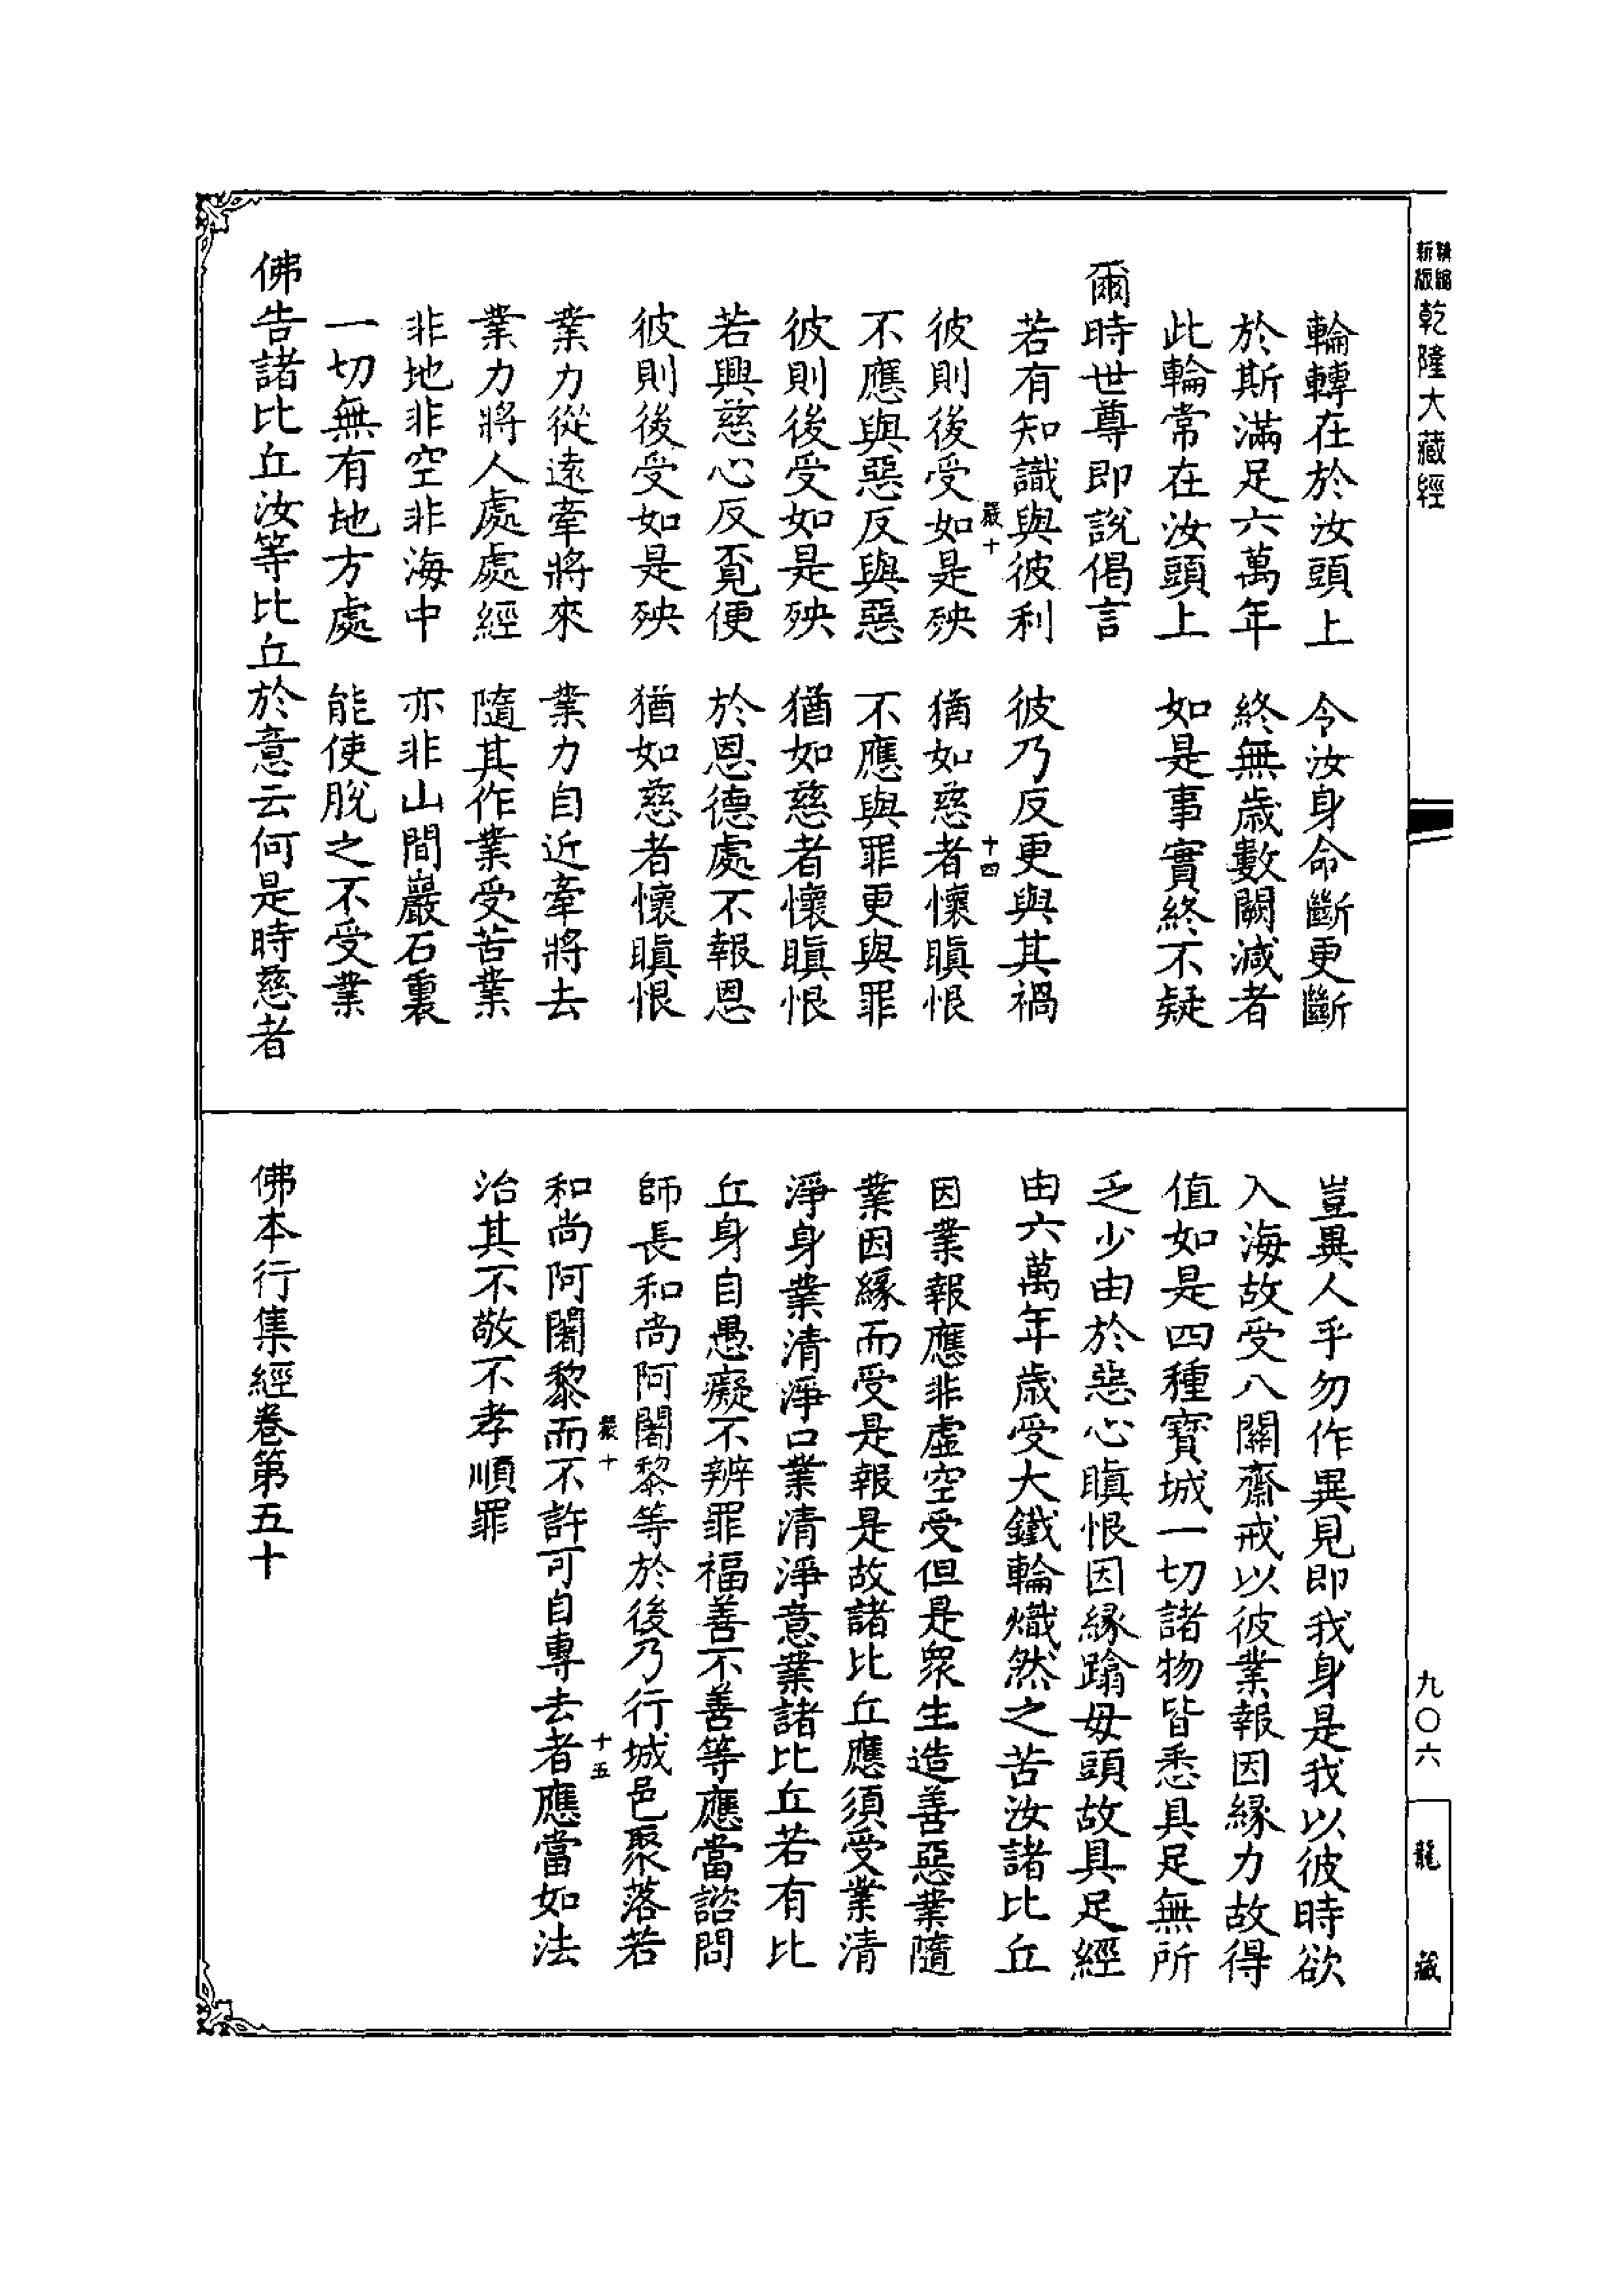 新版精縮乾隆大藏經
輪轉在於汝頭上　令汝身命斷更斷
於斯滿足六萬年　終無歲數闕減者
此輪常在汝頭上　如是事實終不疑
爾時世尊即說偈言
若有知識與彼利　彼乃反更與其禍
嚴十　十四
彼則後受如是殃　猶如慈者懷瞋恨
不應與惡反與惡　不應與罪更與罪
彼則後受如是殃　猶如慈者懷瞋恨
若興慈心反覔便　於恩德處不報恩
彼則後受如是殃　猶如慈者懷瞋恨
業力從遠牽將來　業力自近牽將去
業力將人處處經　隨其作業受苦業
非地非空非海中　亦非山間巖石裏
一切無有地方處　能使脫之不受業
佛告諸比丘汝等比丘於意云何是時慈者
豈異人乎勿作異見即我身是我以彼時欲
入海故受八關齋戒以彼業報因緣力故得
值如是四種寶城一切諸物皆悉具足無所
乏少由於惡心瞋恨因緣蹹母頭故具足經
由六萬年歲受大鐵輪熾然之苦汝諸比丘
因業報應非虛空受但是眾生造善惡業隨
業因緣而受是報是故諸比丘應須受業清
淨身業清淨口業清淨意業諸比丘若有比
丘身自愚癡不辨罪福善不善等應當諮問
師長和尚阿闍黎等於後乃行城邑聚落若
嚴十　十五
和尚阿闍黎而不許可自專去者應當如法
治其不敬不孝順罪
佛本行集經卷第五十
九〇六
龍藏